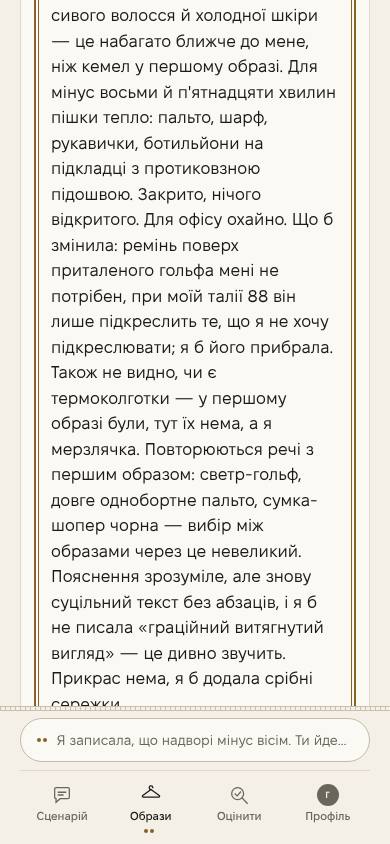 сивого волосся й холодної шкіри
— це набагато ближче до мене,
ніж кемел у першому образі. Для
мінус восьми й п'ятнадцяти хвилин
пішки тепло: пальто, шарф,
рукавички, ботильйони на
підкладці з протиковзною
підошвою. Закрито, нічого
відкритого. Для офісу охайно. Що б
змінила: ремінь поверх
приталеного гольфа мені не
потрібен, при моїй талії 88 він
лише підкреслить те, що я не хочу
підкреслювати; я б його прибрала.
Також не видно, чи є
термоколготки — у першому
образі були, тут їх нема, а я
мерзлячка. Повторюються речі з
першим образом: светр-гольф,
довге однобортне пальто, сумка-
шопер чорна — вибір між
образами через це невеликий.
Пояснення зрозуміле, але знову
суцільний текст без абзаців, і я б
не писала «граційний витягнутий
вигляд» — це дивно звучить.
Прикрас нема, я б додала срібні
сережки
Я записала, що надворі мінус вісім. Ти йде...
Сценарій
Образи
Оцінити
г
Профіль